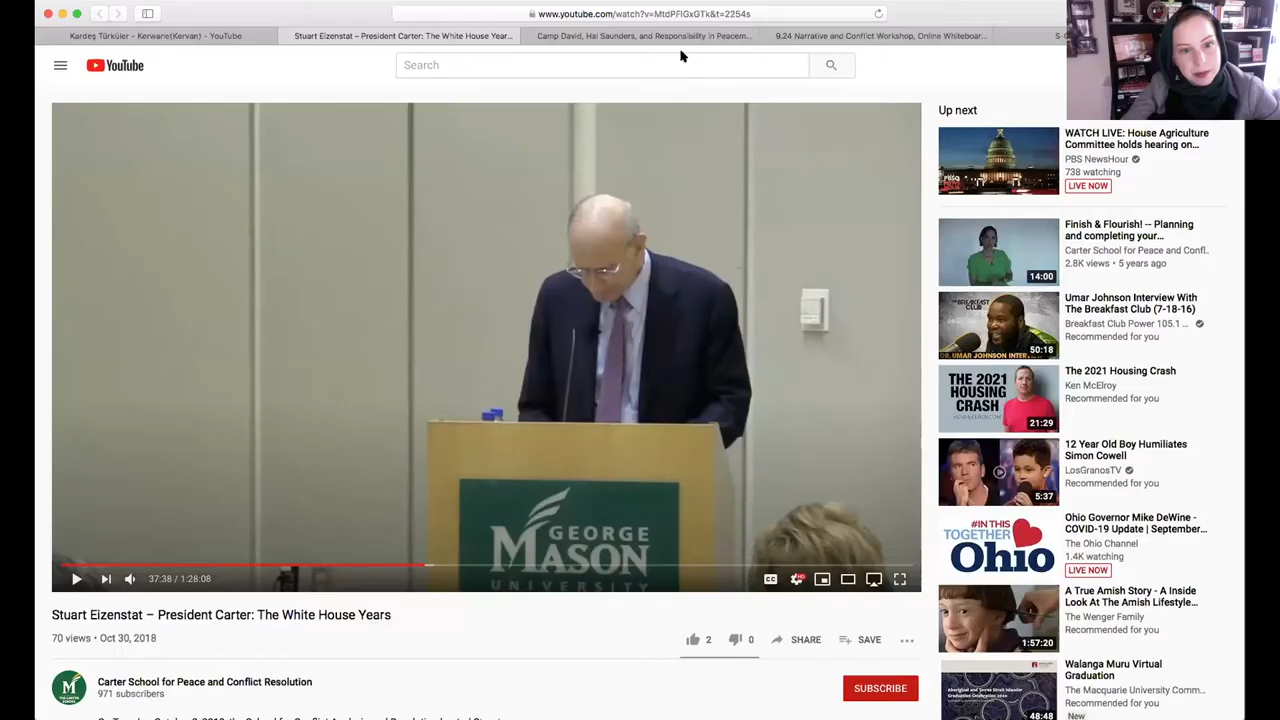 www.youtube.com/watch?v=MtdPFlGxGTk&t=2254s
Kardeş Türküler - Kerwane(Kervan) - YouTube
Stuart Eizenstat – President Carter: The White House Year...
Camp David, Hal Saunders, and Responsibility in Peacem...
9.24 Narrative and Conflict Workshop, Online Whiteboar...
YouTube
Search
GEORGE
MASON
UNIVERSITY
37:38 / 1:28:08
CC
HD
Stuart Eizenstat – President Carter: The White House Years
70 views • Oct 30, 2018
2
0
SHARE
SAVE
Carter School for Peace and Conflict Resolution
971 subscribers
SUBSCRIBE
Up next
WATCH LIVE: House Agriculture
Committee holds hearing on...
PBS NewsHour
738 watching
LIVE NOW
Finish & Flourish! -- Planning
and completing your...
Carter School for Peace and Confl..
2.8K views • 5 years ago
14:00
Umar Johnson Interview With
The Breakfast Club (7-18-16)
Breakfast Club Power 105.1 ...
Recommended for you
DR. UMAR JOHNSON
50:18
The 2021 Housing Crash
Ken McElroy
Recommended for you
THE 2021
HOUSING
CRASH
21:29
12 Year Old Boy Humiliates
Simon Cowell
LosGranosTV
Recommended for you
5:37
Ohio Governor Mike DeWine -
COVID-19 Update | September...
The Ohio Channel
1.4K watching
LIVE NOW
#INTHIS
TOGETHER
Ohio
A True Amish Story - A Inside
Look At The Amish Lifestyle...
The Wenger Family
Recommended for you
1:57:20
Walanga Muru Virtual
Graduation
The Macquarie University Comm...
Recommended for you
New
48:48